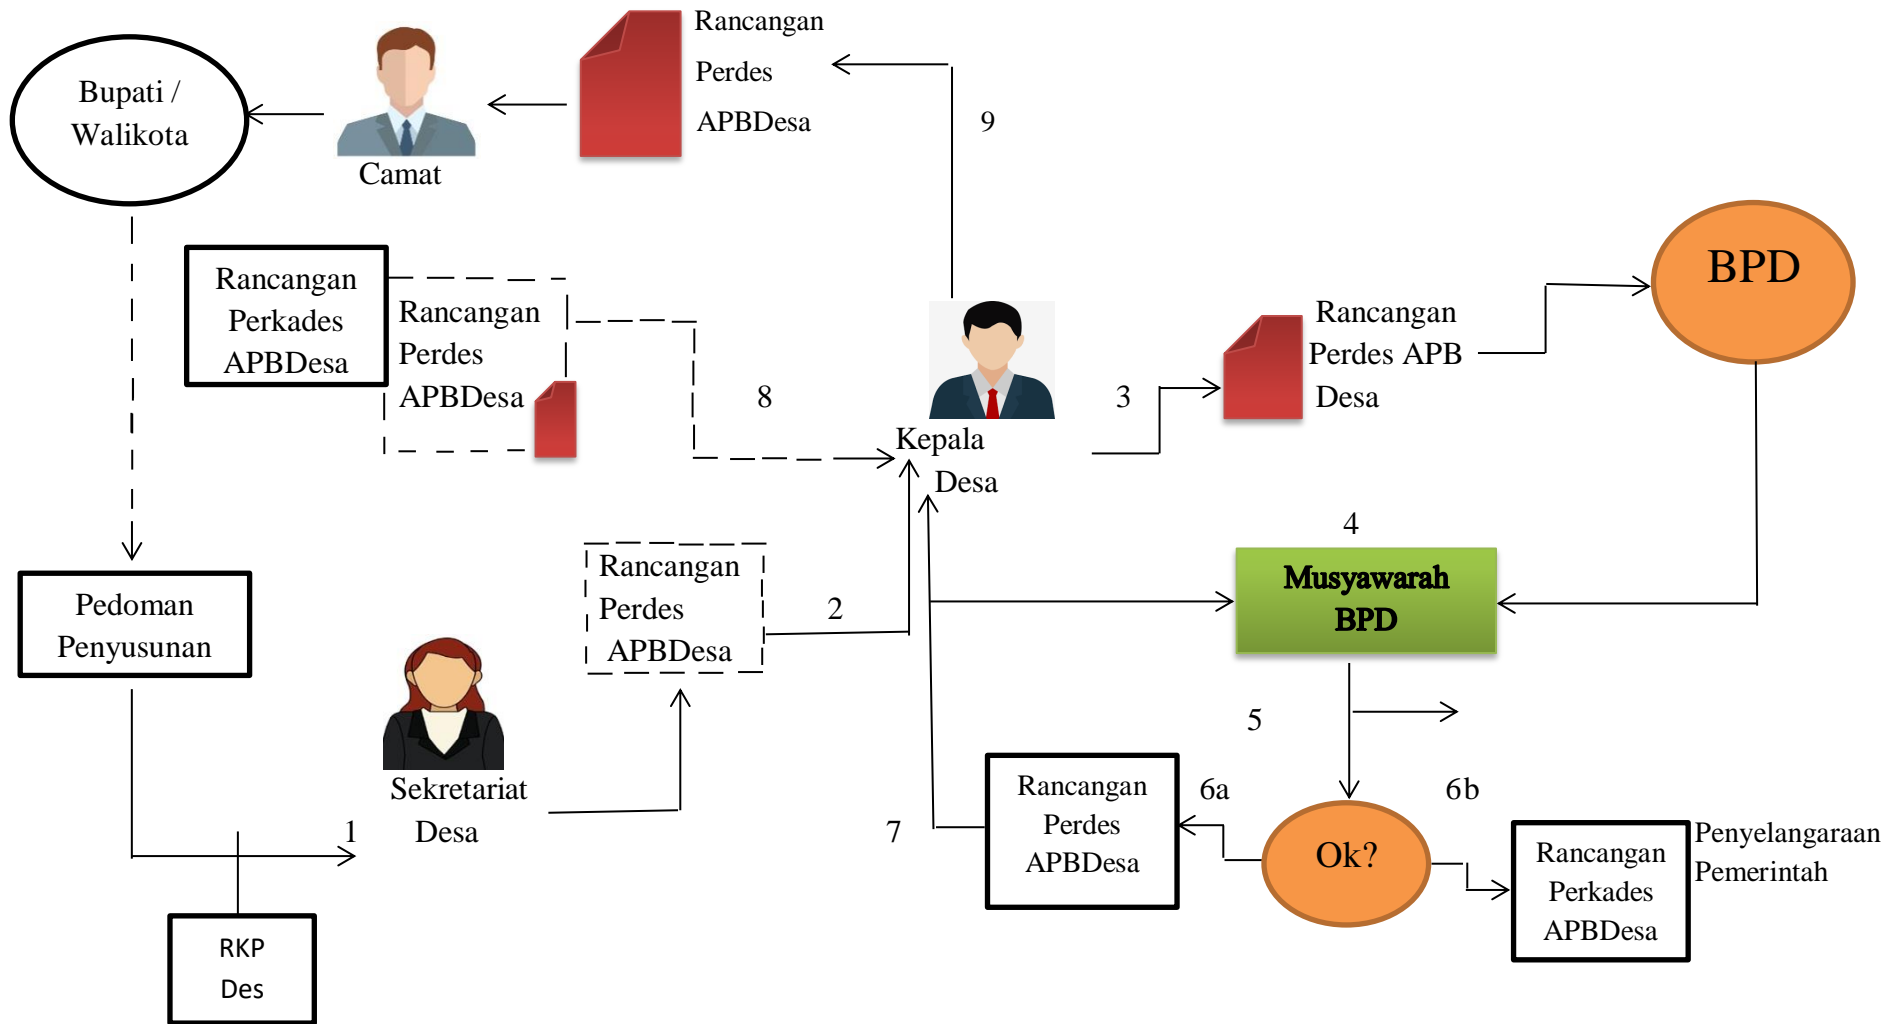 Rancangan
Perdes
APBDesa
Bupati /
Walikota
Camat
9
Rancangan
Perkades
APBDesa
Rancangan
Perdes
APBDesa
8
Kepala
Desa
3
Rancangan
Perdes APB
Desa
BPD
4
Musyawarah
BPD
Pedoman
Penyusunan
Rancangan
Perdes
APBDesa
2
Sekretariat
Desa
1
RKP
Des
5
7
Rancangan
Perdes
APBDesa
6a
Ok?
6b
Rancangan
Perkades
APBDesa
Penyelangaraan
Pemerintah